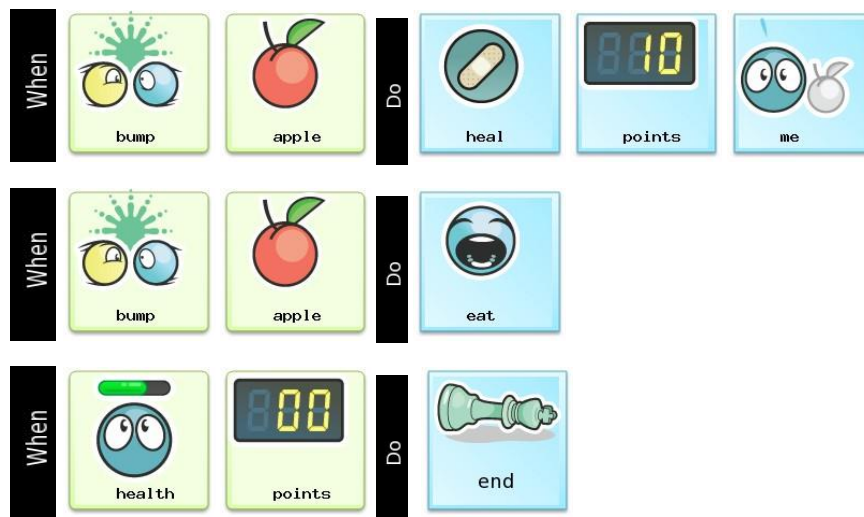 When bump apple Do heal 10 points me
When bump apple Do eat
When health 00 points Do end